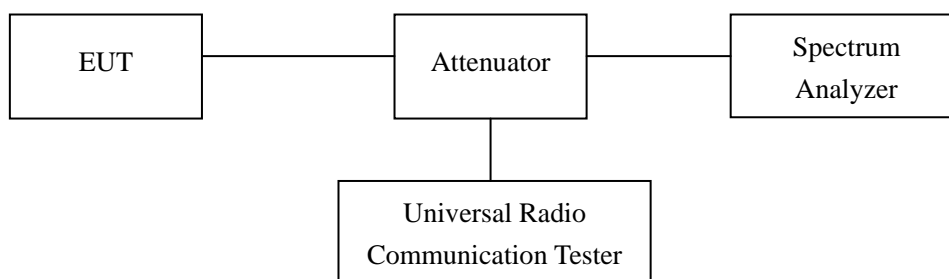 EUT
Attenuator
Spectrum
Analyzer
Universal Radio
Communication Tester